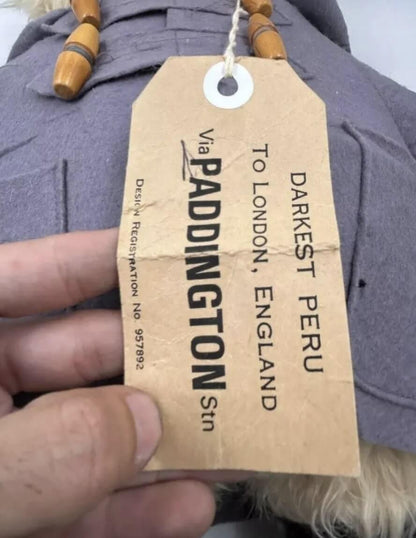 DARKEST PERU
TO LONDON, ENGLAND
Via PADDINGTON Stn
DESIGN REGISTRATION NO. 957892